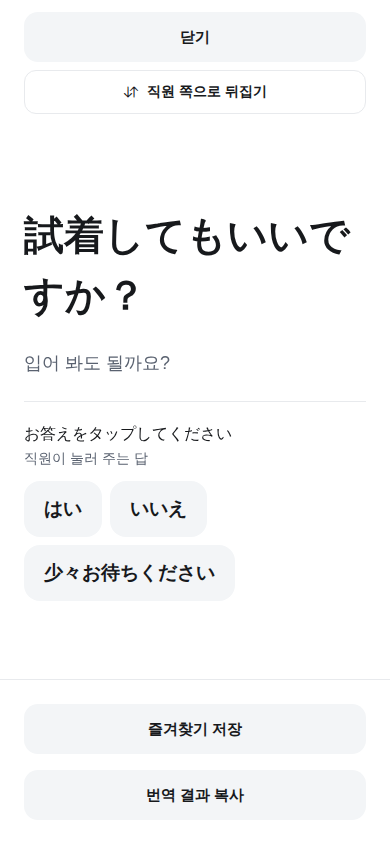 닫기
직원 쪽으로 뒤집기
試着してもいいで
すか？
입어 봐도 될까요?
お答えをタップしてください
직원이 눌러 주는 답
はい
いいえ
少々お待ちください
즐겨찾기 저장
번역 결과 복사